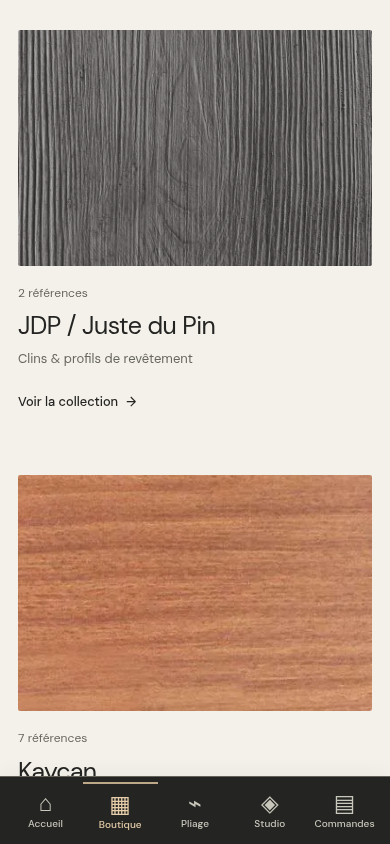 2 références
JDP / Juste du Pin
Clins & profils de revêtement
Voir la collection →
7 références
Kaycan
Accueil
Boutique
Pliage
Studio
Commandes